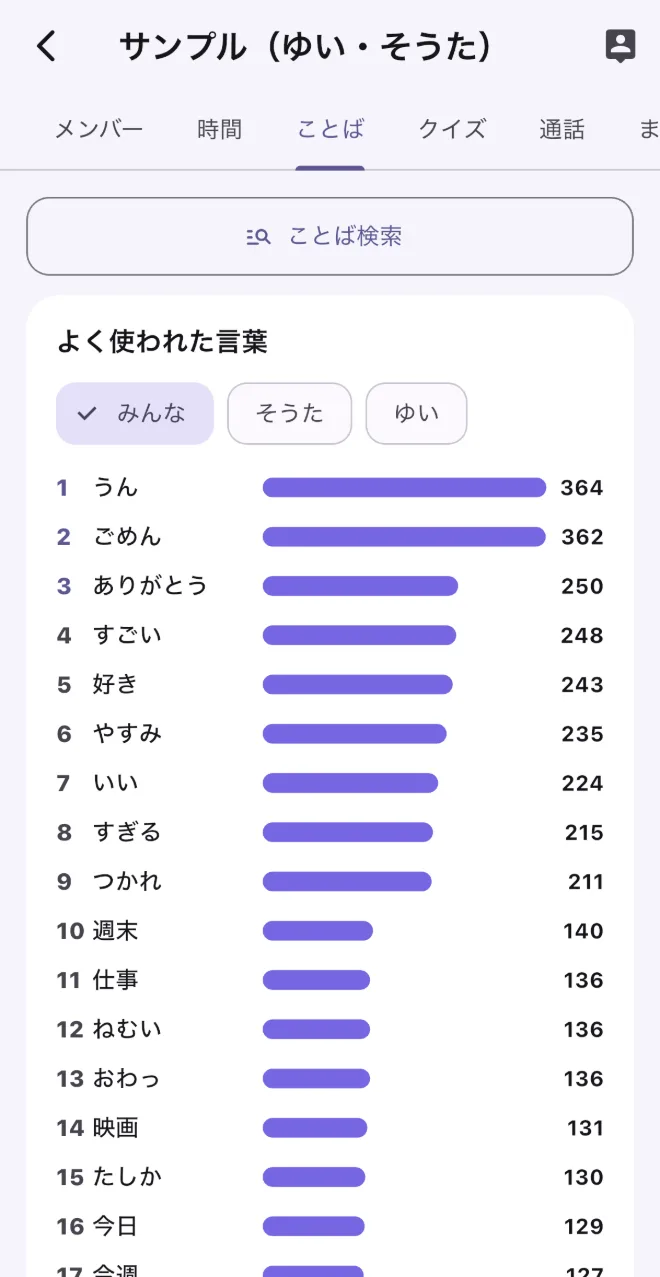 サンプル（ゆい・そうた）
メンバー 時間 ことば クイズ 通話 ま
ことば検索
よく使われた言葉
みんな そうた ゆい
1 うん 364
2 ごめん 362
3 ありがとう 250
4 すごい 248
5 好き 243
6 やすみ 235
7 いい 224
8 すぎる 215
9 つかれ 211
10 週末 140
11 仕事 136
12 ねむい 136
13 おわっ 136
14 映画 131
15 たしか 130
16 今日 129
17 今週 127